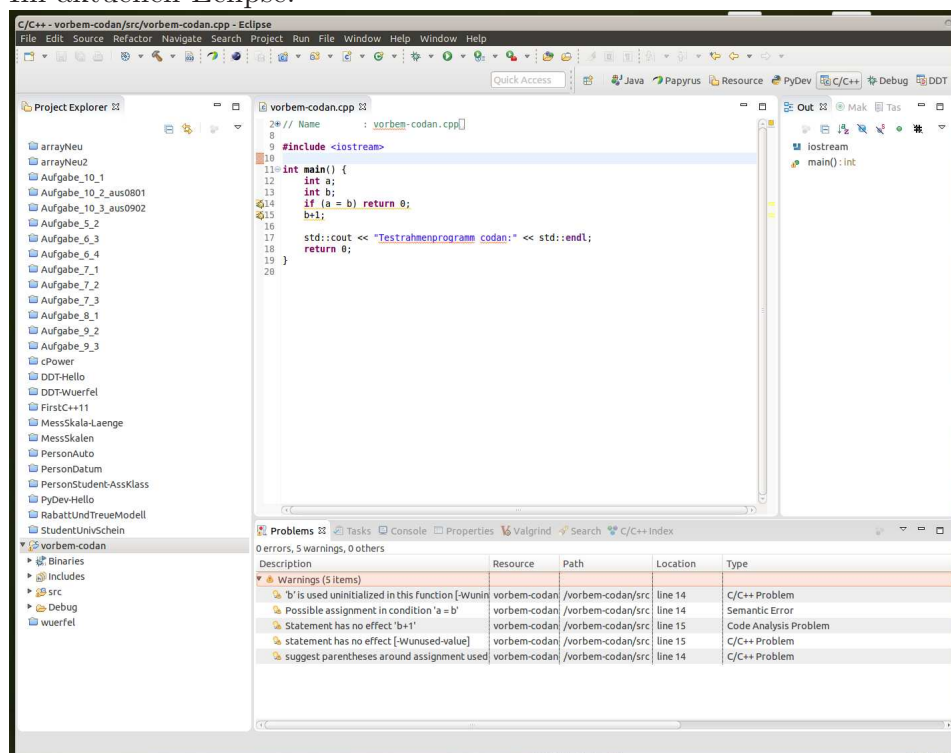 Im aktuellen Eclipse:
C/C++ - vorbem-codan/src/vorbem-codan.cpp - Eclipse
File Edit Source Refactor Navigate Search Project Run File Window Help Window Help
Quick Access Java Papyrus Resource PyDev C/C++ Debug DDT
Project Explorer
arrayNeu
arrayNeu2
Aufgabe_10_1
Aufgabe_10_2_aus0801
Aufgabe_10_3_aus0902
Aufgabe_5_2
Aufgabe_6_3
Aufgabe_6_4
Aufgabe_7_1
Aufgabe_7_2
Aufgabe_7_3
Aufgabe_8_1
Aufgabe_9_2
Aufgabe_9_3
cPower
DDT-Hello
DDT-Wuerfel
FirstC++11
MessSkala-Laenge
MessSkalen
PersonAuto
PersonDatum
PersonStudent-AssKlass
PyDev-Hello
RabattUndTreueModell
StudentUnivSchein
vorbem-codan
Binaries
Includes
src
Debug
wuerfel
vorbem-codan.cpp
2 // Name : vorbem-codan.cpp
8
9 #include <iostream>
10
11 int main() {
12 int a;
13 int b;
14 if (a = b) return 0;
15 b+1;
16
17 std::cout << "Testrahmenprogramm codan:" << std::endl;
18 return 0;
19 }
20
Out Mak Tas
iostream
main() : int
Problems Tasks Console Properties Valgrind Search C/C++ Index
0 errors, 5 warnings, 0 others
Description Resource Path Location Type
Warnings (5 items)
'b' is used uninitialized in this function [-Wunin vorbem-codan /vorbem-codan/src line 14 C/C++ Problem
Possible assignment in condition 'a = b' vorbem-codan /vorbem-codan/src line 14 Semantic Error
Statement has no effect 'b+1' vorbem-codan /vorbem-codan/src line 15 Code Analysis Problem
statement has no effect [-Wunused-value] vorbem-codan /vorbem-codan/src line 15 C/C++ Problem
suggest parentheses around assignment used vorbem-codan /vorbem-codan/src line 14 C/C++ Problem